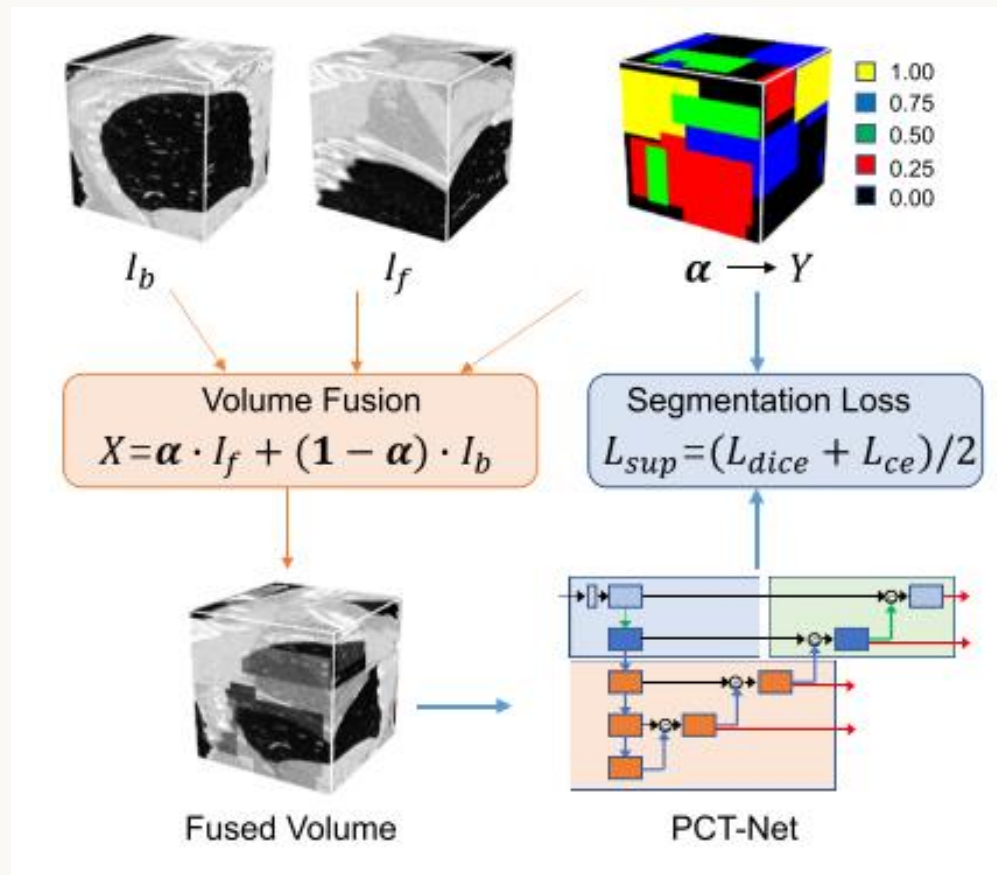 1.00
0.75
0.50
0.25
0.00
I_b
I_f
α → Y
Volume Fusion
X=α · I_f + (1 − α) · I_b
Segmentation Loss
L_sup=(L_dice + L_ce)/2
Fused Volume
PCT-Net